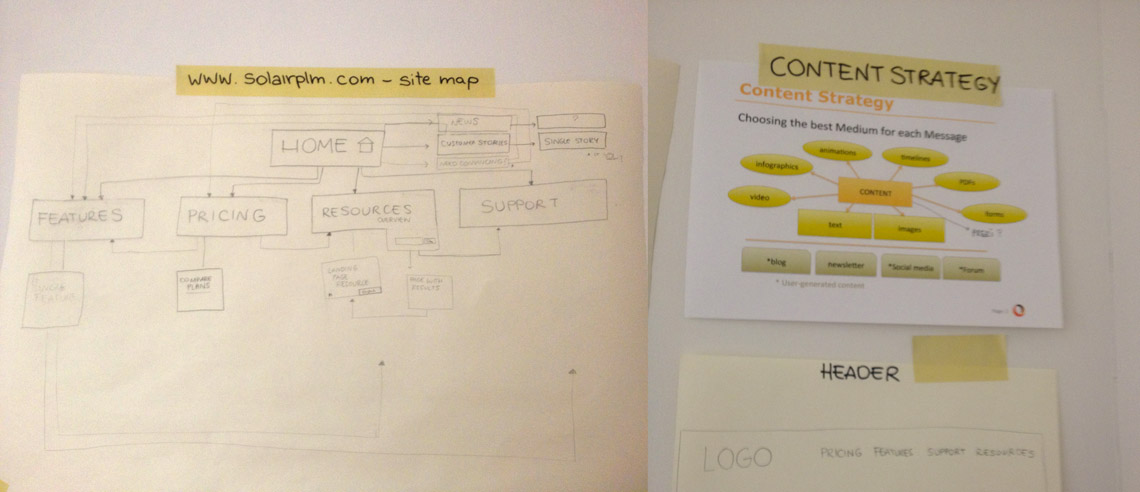 www.solairplm.com - site map
NEWS
?
HOME
CUSTOMER STORIES
SINGLE STORY
FEATURES
PRICING
RESOURCES
OVERVIEW
SUPPORT
SINGLE
FEATURE
COMPARE
PLANS
LANDING
PAGE
RESOURCE
PAGE WITH
RESULTS
CONTENT STRATEGY
Content Strategy
Choosing the best Medium for each Message
animations
timelines
infographics
PDFs
CONTENT
video
forms
text
images
?
*blog
newsletter
*Social media
*Forum
* User-generated content
HEADER
LOGO
PRICING FEATURES SUPPORT RESOURCES